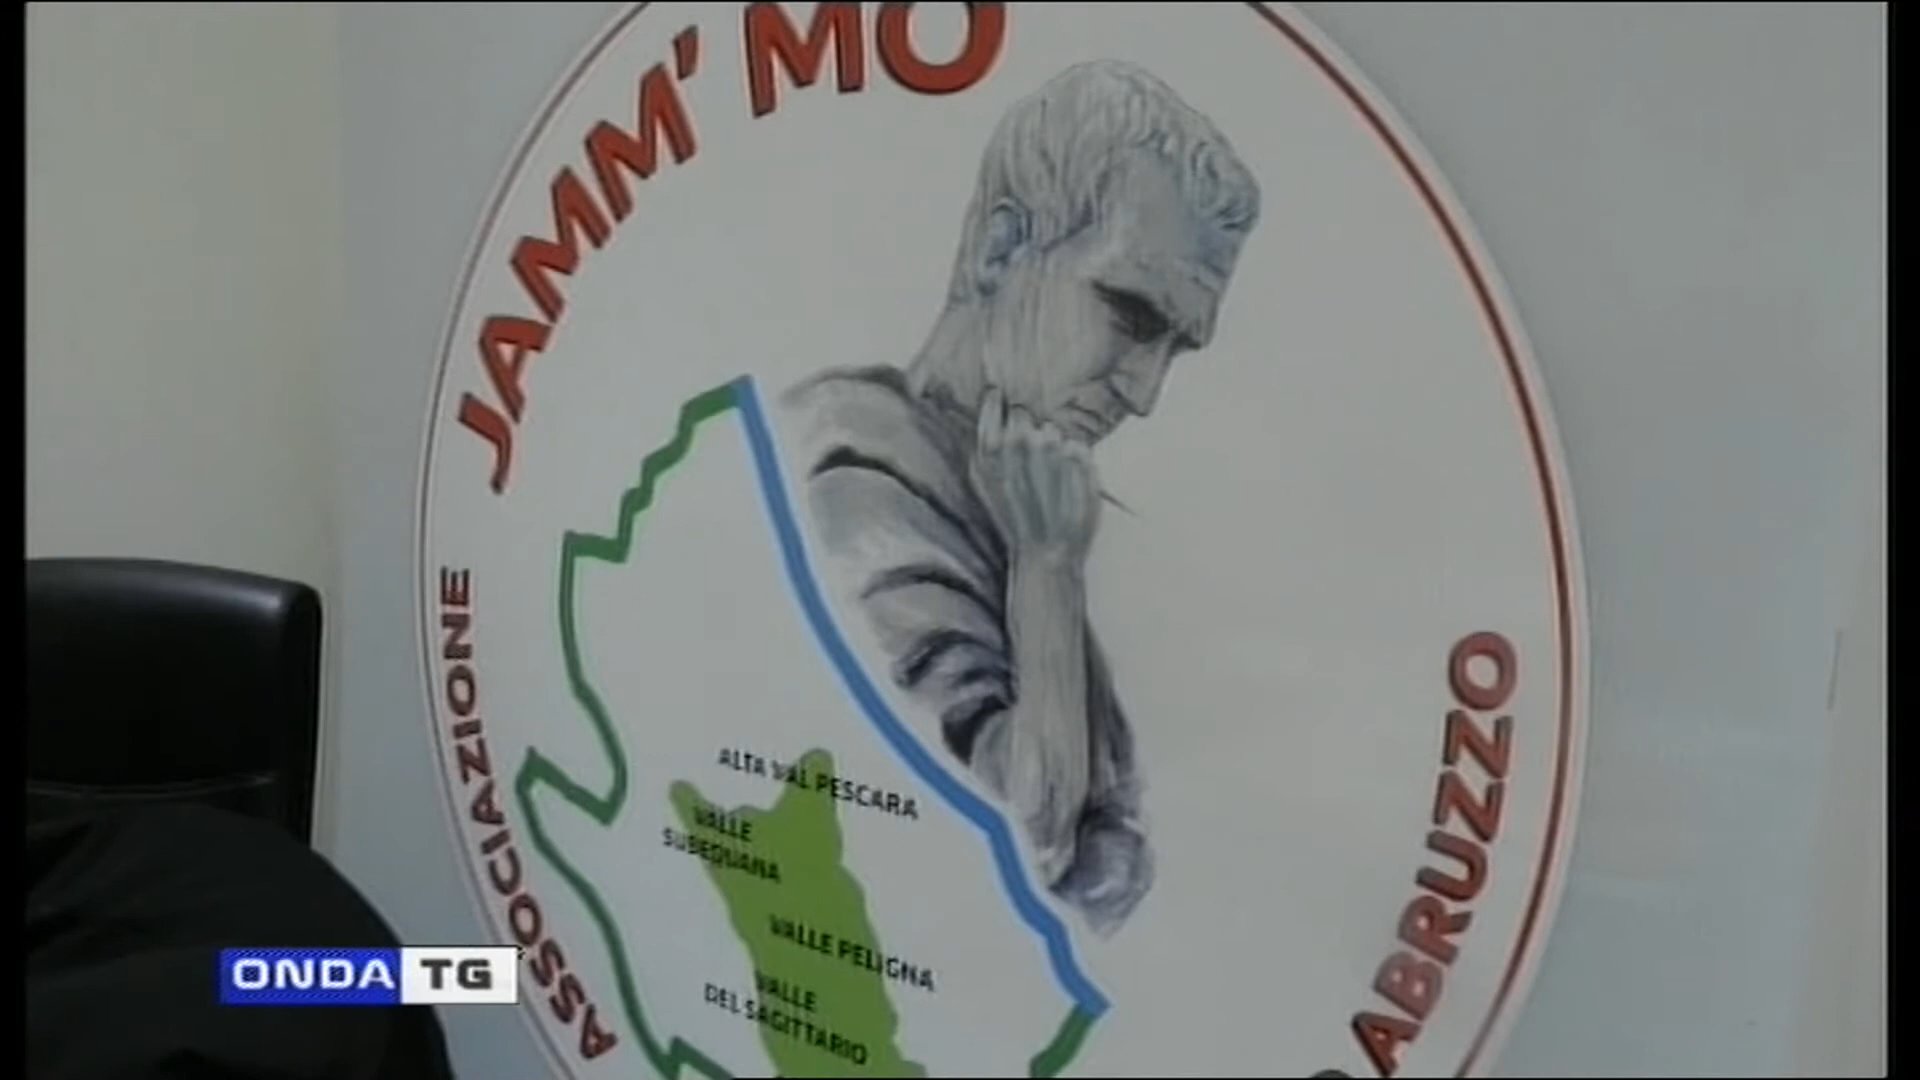 JAMM' MO
ASSOCIAZIONE
ABRUZZO
ALTA VAL PESCARA
VALLE
SUBEQUANA
VALLE PELIGNA
VALLE
DEL SAGITTARIO
ONDA TG